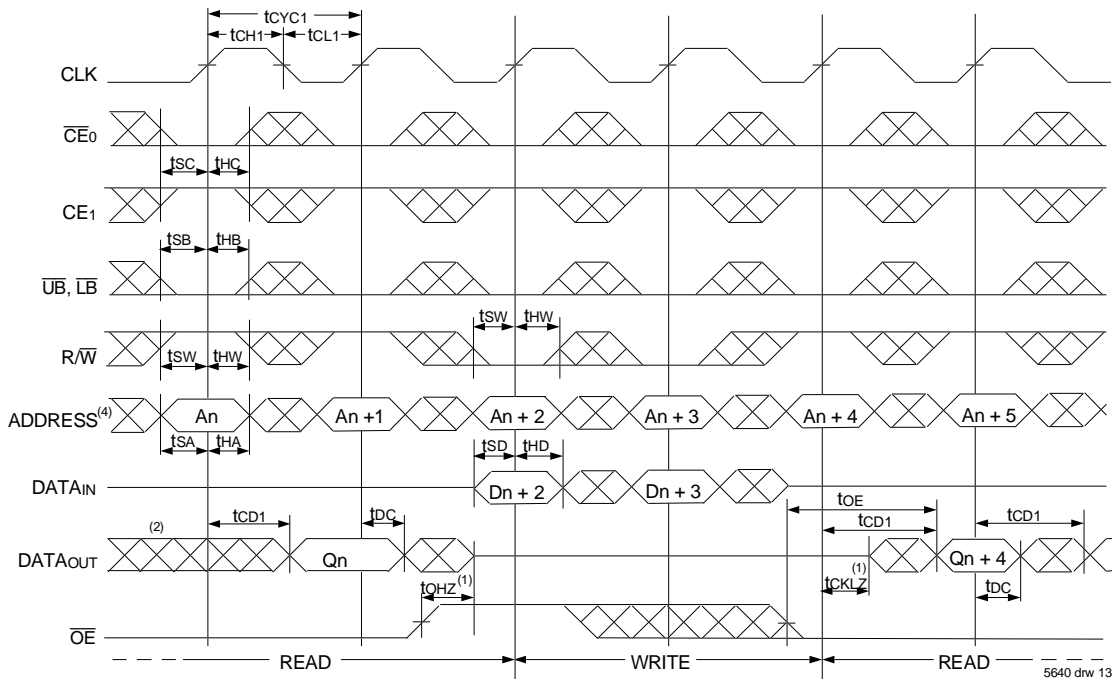 tCYC1
tCH1 tCL1
CLK
CE0
tSC tHC
CE1
tSB tHB
UB, LB
tSW tHW
R/W
tSW tHW
ADDRESS(4) An An +1 An + 2 An + 3 An + 4 An + 5
tSA tHA
tSD tHD
DATAIN Dn + 2 Dn + 3
tOE
(2) tCD1 tDC tCD1 tCD1
DATAOUT Qn Qn + 4
tOHZ(1) tCKLZ(1) tDC
OE
READ WRITE READ
5640 drw 13